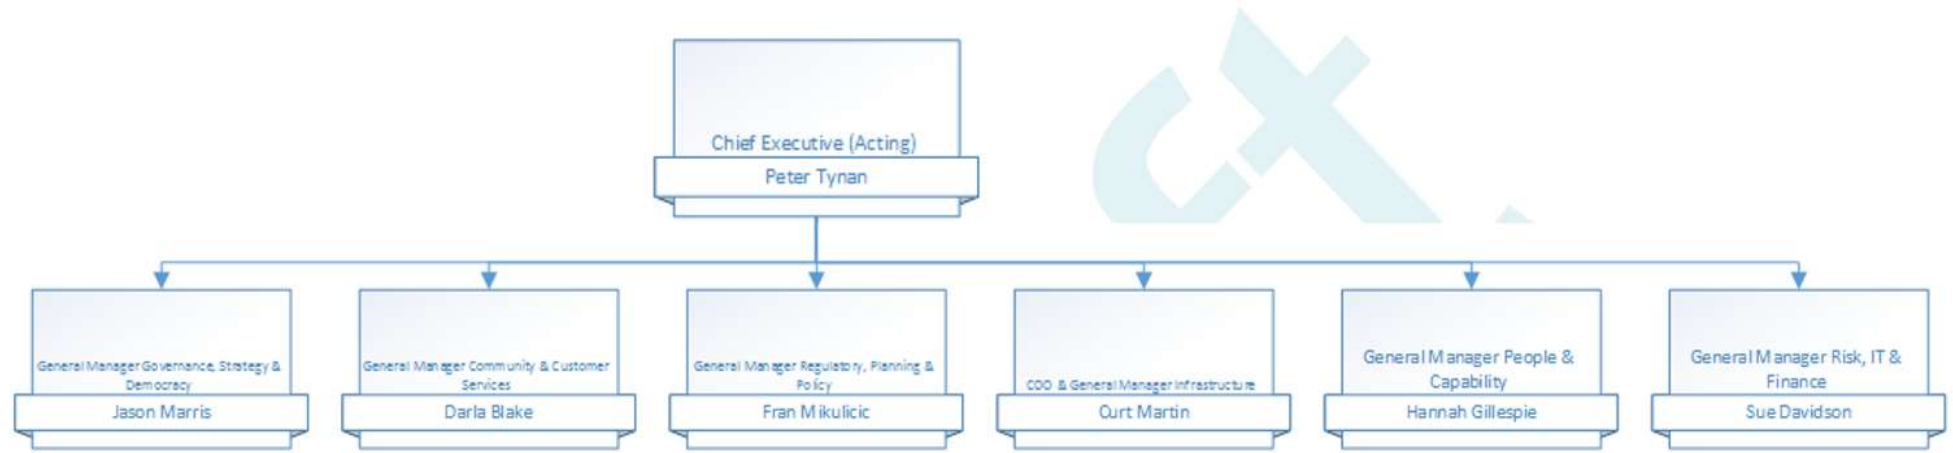 Chief Executive (Acting)
Peter Tynan
General Manager Governance, Strategy &
Democracy
Jason Marris
General Manager Community & Customer
Services
Darla Blake
General Manager Regulatory, Planning &
Policy
Fran Mikulicic
COO & General Manager Infrastructure
Curt Martin
General Manager People &
Capability
Hannah Gillespie
General Manager Risk, IT &
Finance
Sue Davidson